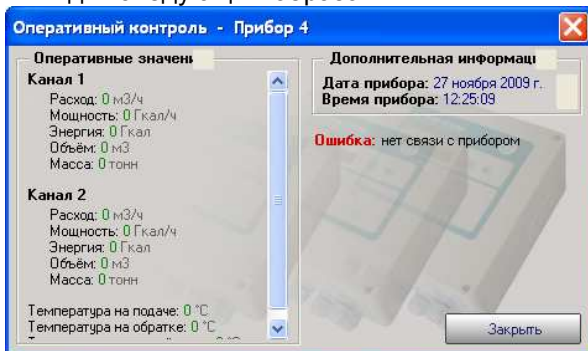 Оперативный контроль - Прибор 4
Оперативные
Канал 1
Расход: 0 м3/ч
Мощность: 0 Гкал/ч
Энергия: 0 Гкал
Объём: 0 м3
Масса: 0 тонн
Канал 2
Расход: 0 м3/ч
Мощность: 0 Гкал/ч
Энергия: 0 Гкал
Объём: 0 м3
Масса: 0 тонн
Температура на подаче: 0 °C
Температура на обратке: 0 °C
Дополнительная
Дата прибора: 27 ноября 2009 г.
Время прибора: 12:25:09
Ошибка: нет связи с прибором
Закрыть